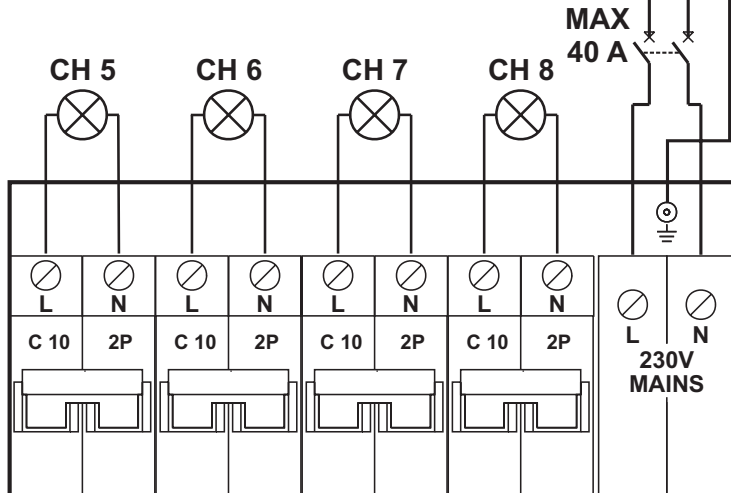 MAX
40 A
CH 5 CH 6 CH 7 CH 8
L N L N L N L N
L N
C 10 2P C 10 2P C 10 2P C 10 2P
230V
MAINS